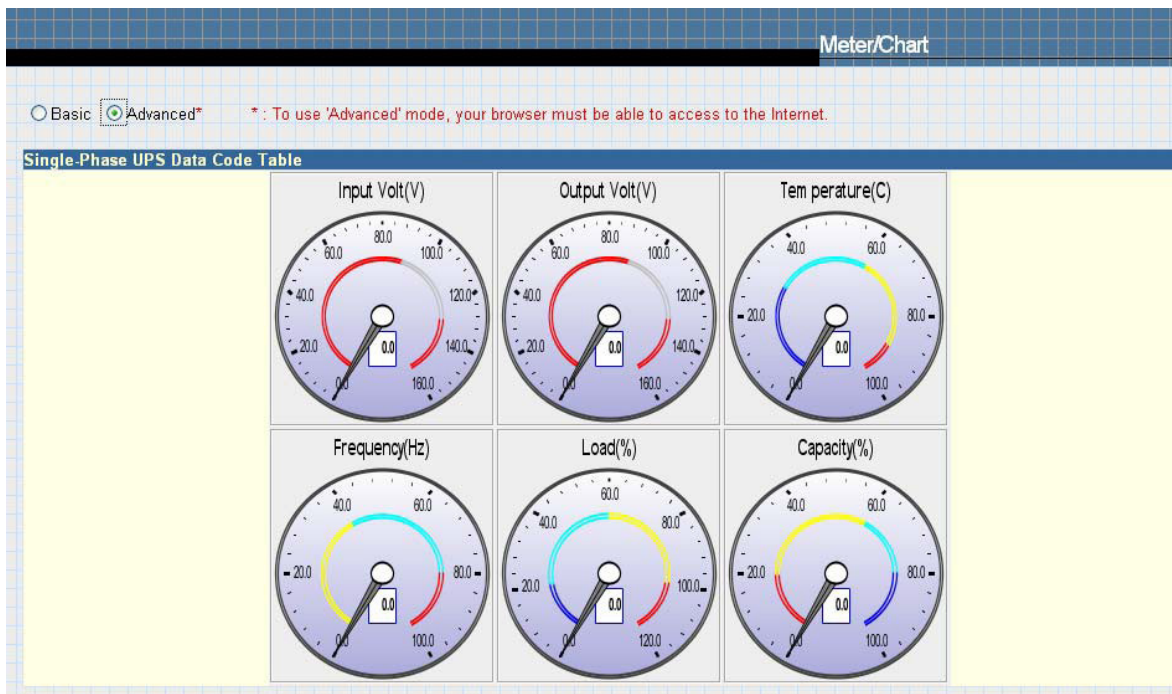 Meter/Chart
Basic Advanced* * : To use 'Advanced' mode, your browser must be able to access to the Internet.
Single-Phase UPS Data Code Table
Input Volt(V)
0.0 20.0 40.0 60.0 80.0 100.0 120.0 140.0 160.0
0.0
Output Volt(V)
0.0 20.0 40.0 60.0 80.0 100.0 120.0 140.0 160.0
0.0
Tem perature(C)
0.0 20.0 40.0 60.0 80.0 100.0
0.0
Frequency(Hz)
0.0 20.0 40.0 60.0 80.0 100.0
0.0
Load(%)
0.0 20.0 40.0 60.0 80.0 100.0 120.0
0.0
Capacity(%)
0.0 20.0 40.0 60.0 80.0 100.0
0.0